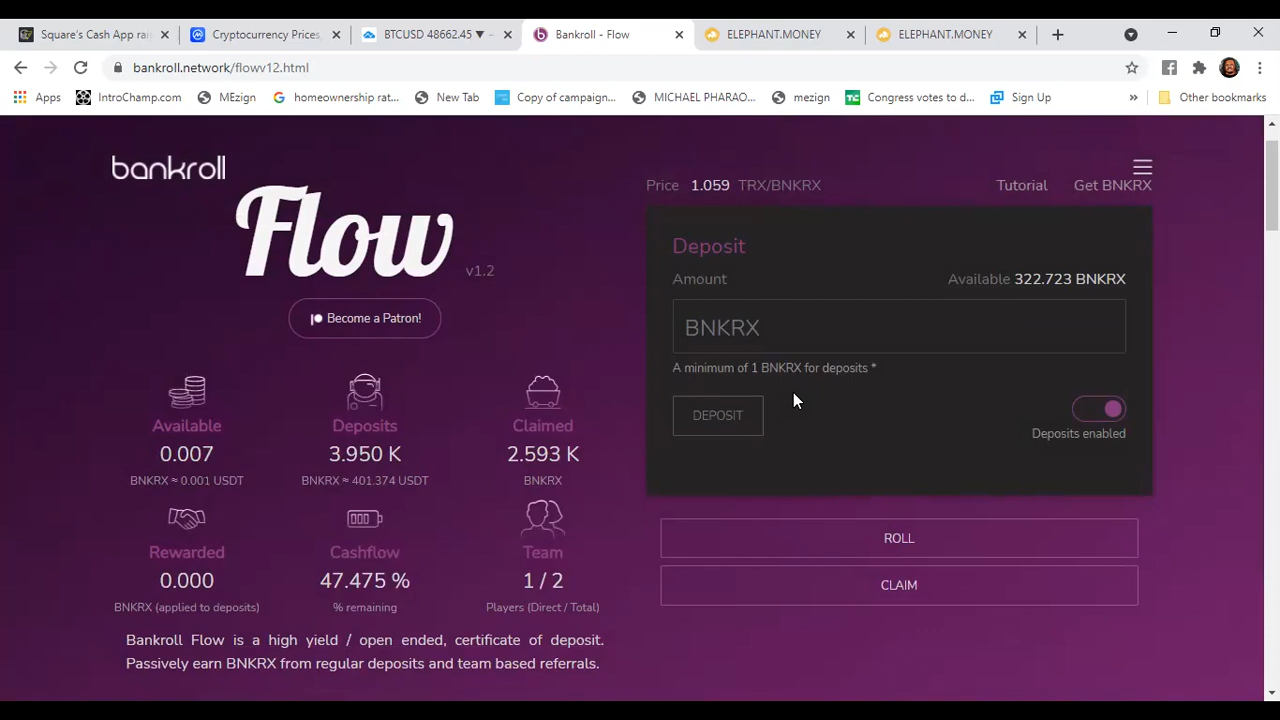 Square's Cash App rai
Cryptocurrency Prices,
BTCUSD 48662.45 ▼
Bankroll - Flow
ELEPHANT.MONEY
ELEPHANT.MONEY
bankroll.network/flowv12.html
Apps
IntroChamp.com
MEzign
homeownership rat...
New Tab
Copy of campaign...
MICHAEL PHARAO...
mezign
Congress votes to d...
Sign Up
»
Other bookmarks
bankroll
Flow
v1.2
Become a Patron!
Price 1.059 TRX/BNKRX
Tutorial
Get BNKRX
Deposit
Amount
Available 322.723 BNKRX
BNKRX
A minimum of 1 BNKRX for deposits *
DEPOSIT
Deposits enabled
ROLL
CLAIM
Available
0.007
BNKRX ≈ 0.001 USDT
Deposits
3.950 K
BNKRX ≈ 401.374 USDT
Claimed
2.593 K
BNKRX
Rewarded
0.000
BNKRX (applied to deposits)
Cashflow
47.475 %
% remaining
Team
1 / 2
Players (Direct / Total)
Bankroll Flow is a high yield / open ended, certificate of deposit.
Passively earn BNKRX from regular deposits and team based referrals.